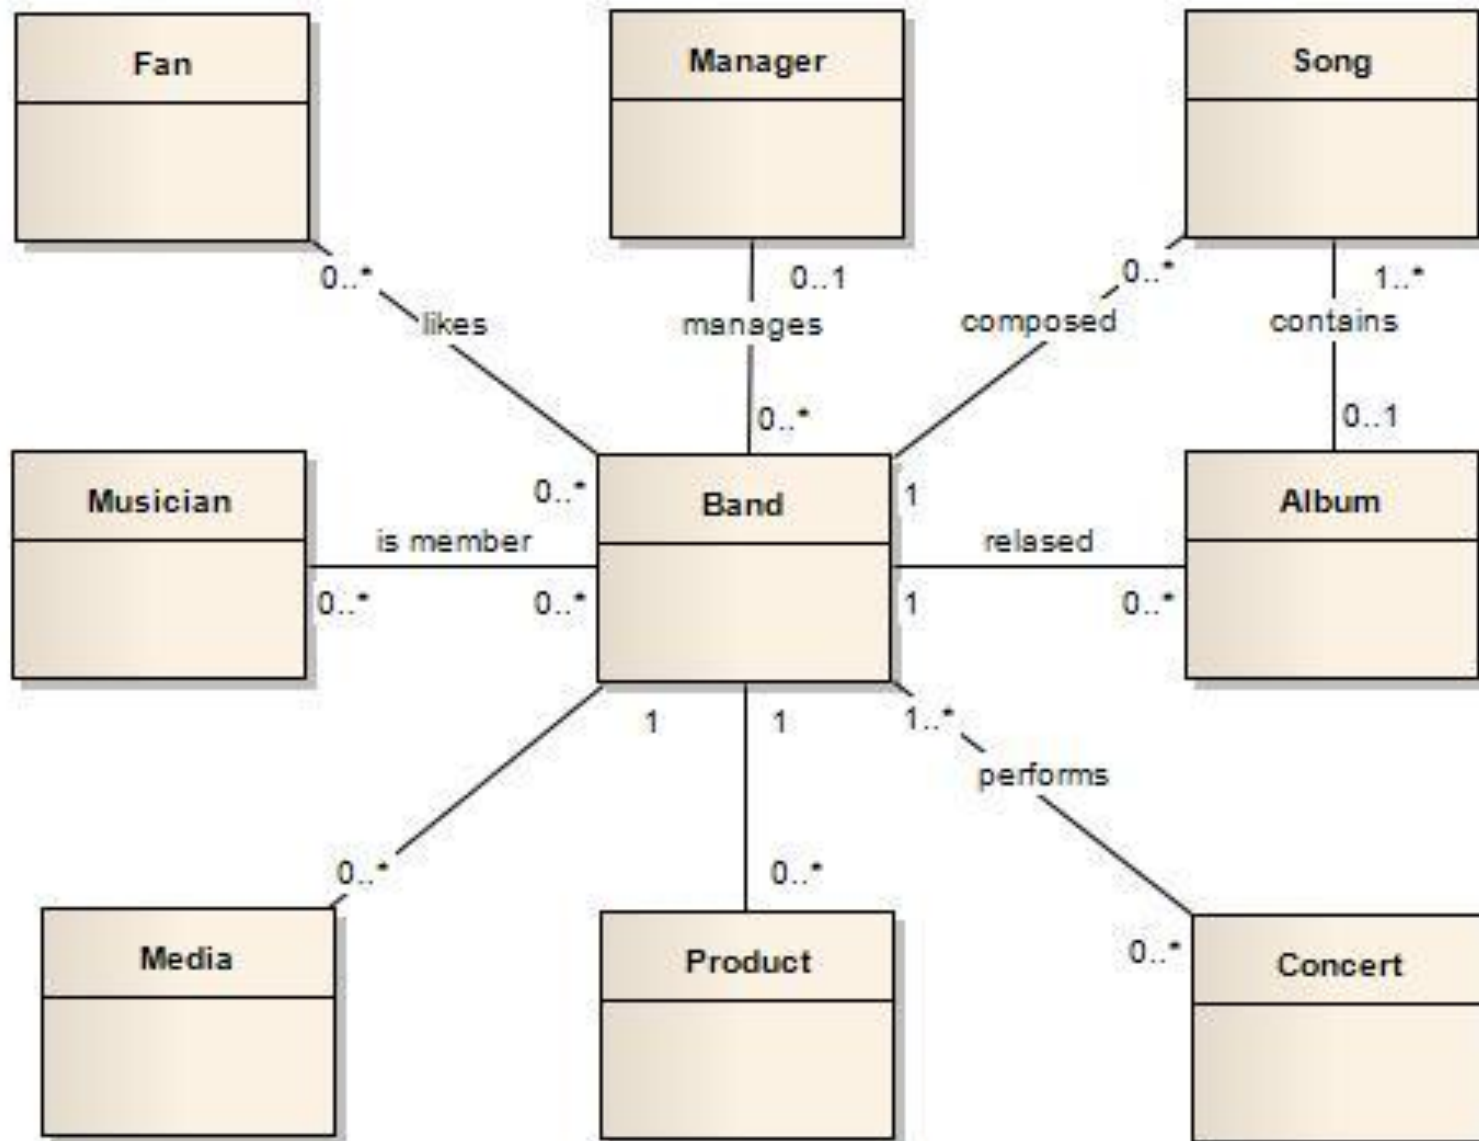 Fan
Manager
Song
0..*
0..1
0..*
1..*
likes
manages
composed
contains
0..*
0..1
Musician
0..*
Band
1
Album
is member
relased
0..*
0..*
1
0..*
1
1
1..*
performs
0..*
0..*
0..*
Media
Product
Concert